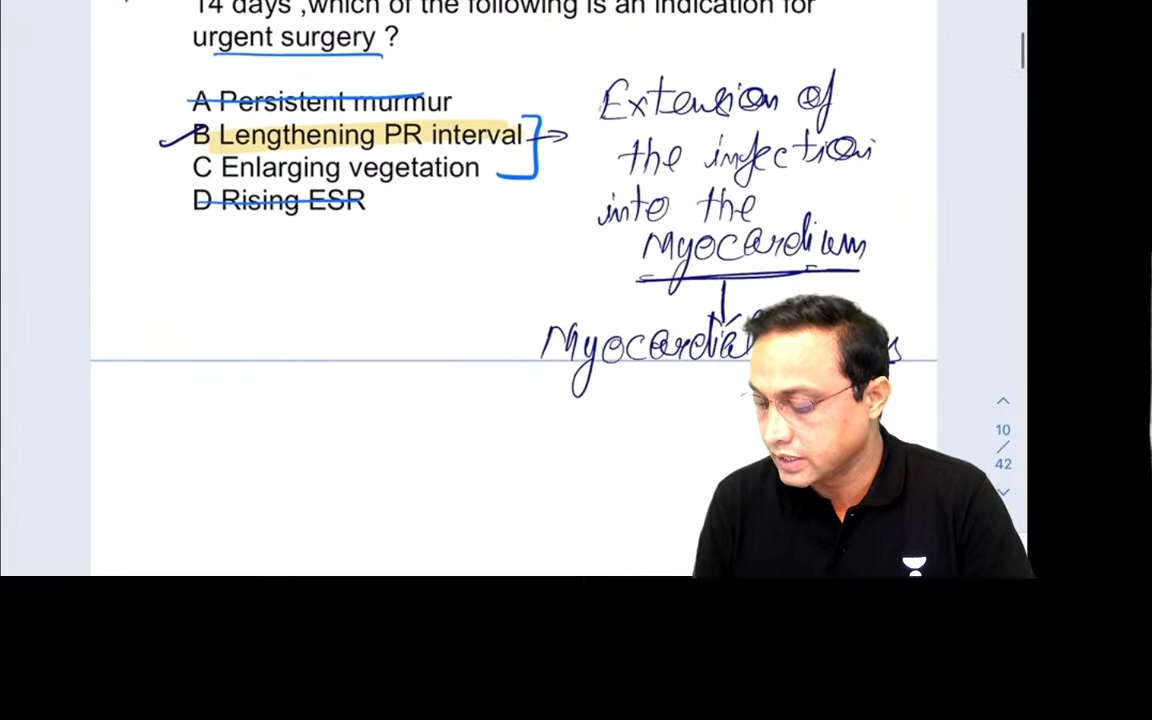 14 days ,which of the following is an indication for
urgent surgery ?
A Persistent murmur
B Lengthening PR interval
C Enlarging vegetation
D Rising ESR
Extension of
the infection
into the
Myocardium
10
/
42